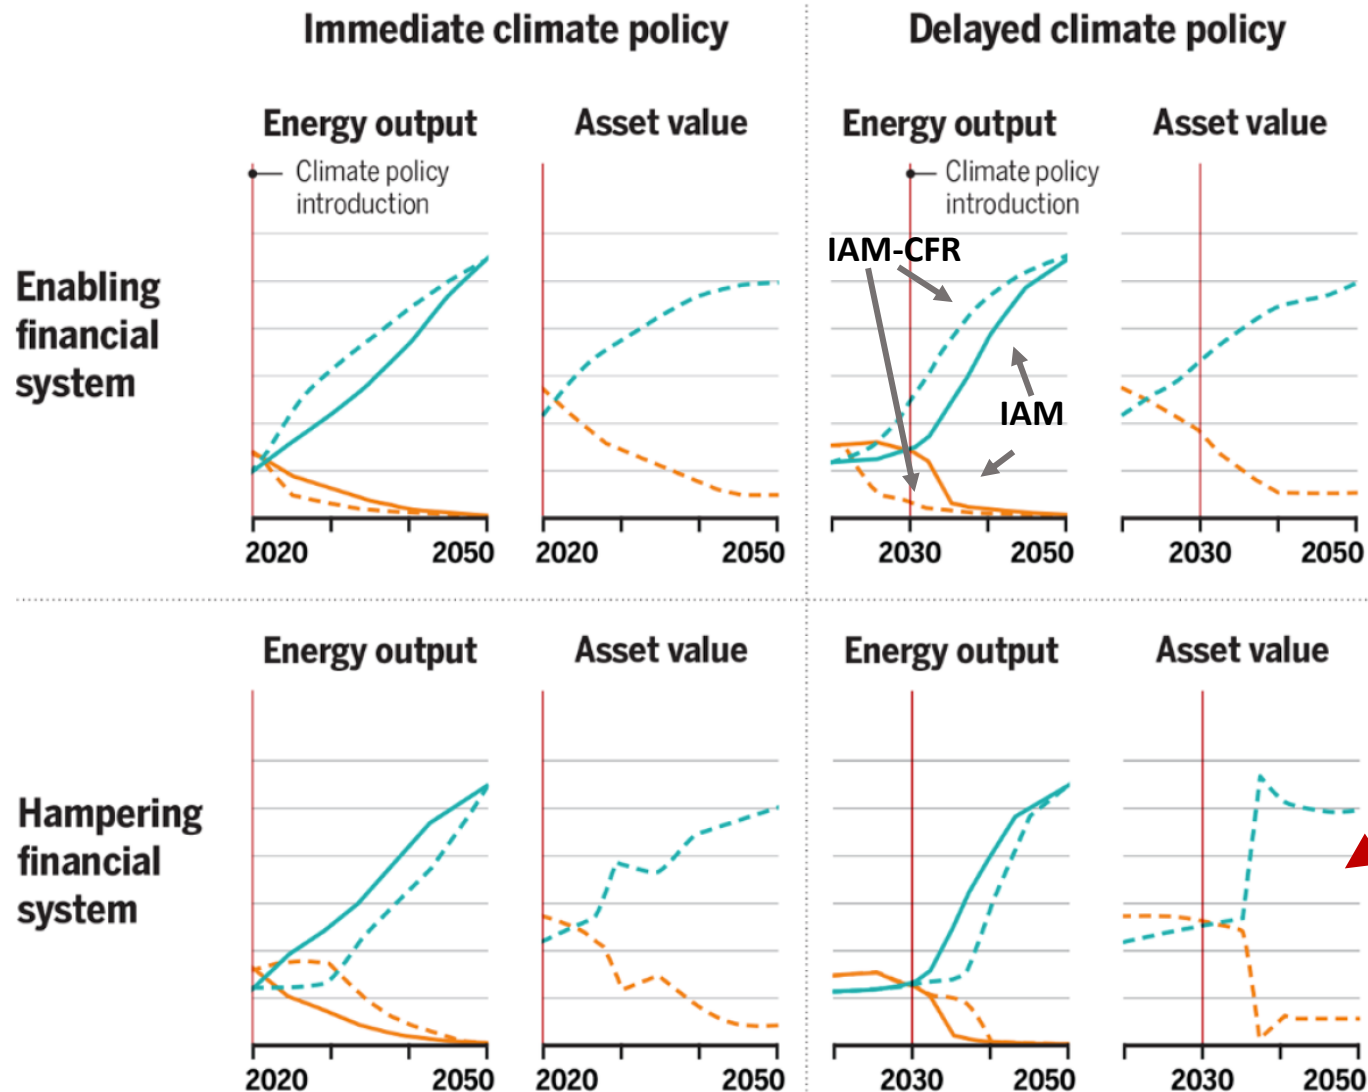 Immediate climate policy
Delayed climate policy
Energy output
Asset value
Energy output
Asset value
Climate policy
introduction
Climate policy
introduction
Enabling
financial
system
IAM-CFR
IAM
2020
2050
2020
2050
2030
2050
2030
2050
Energy output
Asset value
Energy output
Asset value
Hampering
financial
system
2020
2050
2020
2050
2030
2050
2030
2050